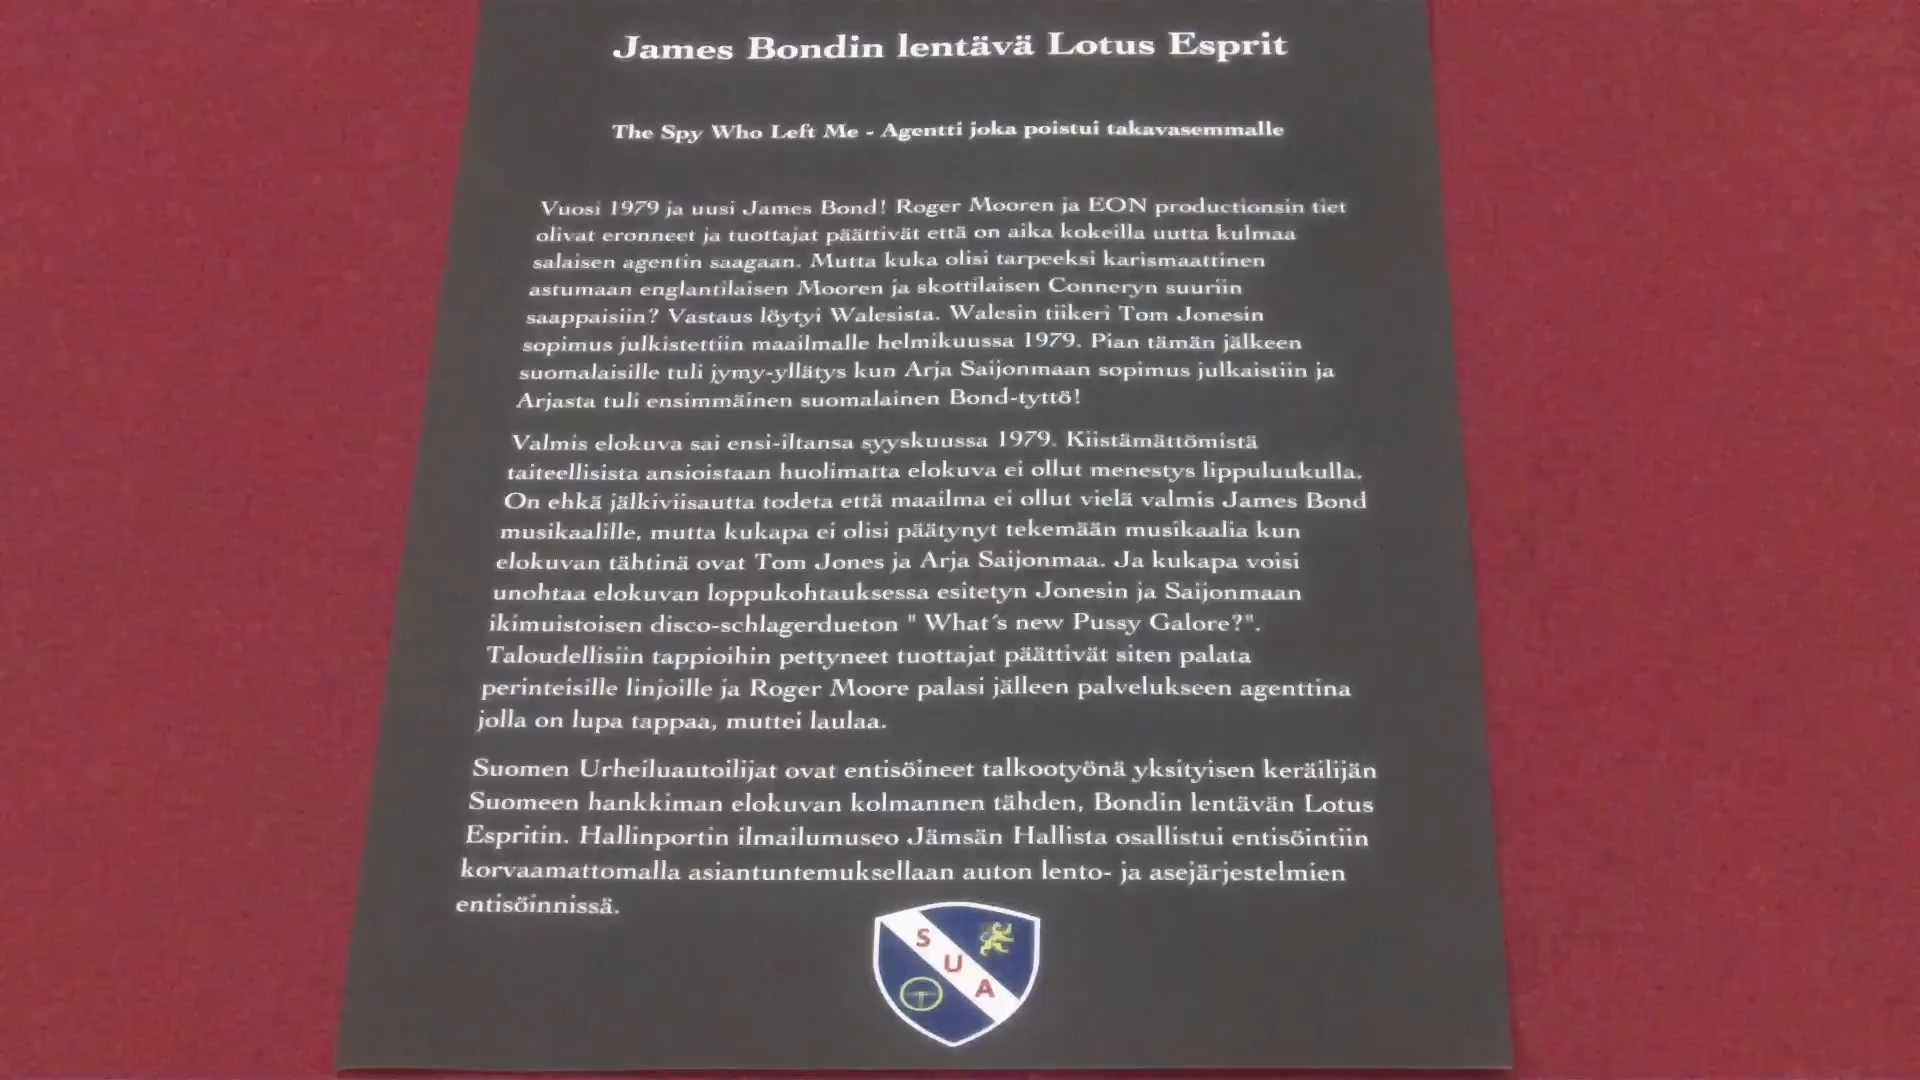 James Bondin lentävä Lotus Esprit
The Spy Who Left Me - Agentti joka poistui takavasemmalle
Vuosi 1979 ja uusi James Bond! Roger Mooren ja EON productionsin tiet
olivat eronneet ja tuottajat päättivät että on aika kokeilla uutta kulmaa
salaisen agentin saagaan. Mutta kuka olisi tarpeeksi karismaattinen
astumaan englantilaisen Mooren ja skottilaisen Conneryn suuriin
saappaisiin? Vastaus löytyi Walesista. Walesin tiikeri Tom Jonesin
sopimus julkistettiin maailmalle helmikuussa 1979. Pian tämän jälkeen
suomalaisille tuli jymy-yllätys kun Arja Saijonmaan sopimus julkaistiin ja
Arjasta tuli ensimmäinen suomalainen Bond-tyttö!
Valmis elokuva sai ensi-iltansa syyskuussa 1979. Kiistämättömistä
taiteellisista ansioistaan huolimatta elokuva ei ollut menestys lippuluukulla.
On ehkä jälkiviisautta todeta että maailma ei ollut vielä valmis James Bond
musikaalille, mutta kukapa ei olisi päätynyt tekemään musikaalia kun
elokuvan tähtinä ovat Tom Jones ja Arja Saijonmaa. Ja kukapa voisi
unohtaa elokuvan loppukohtauksessa esitetyn Jonesin ja Saijonmaan
ikimuistoisen disco-schlagerdueton " What´s new Pussy Galore?".
Taloudellisiin tappioihin pettyneet tuottajat päättivät siten palata
perinteisille linjoille ja Roger Moore palasi jälleen palvelukseen agenttina
jolla on lupa tappaa, muttei laulaa.
Suomen Urheiluautoilijat ovat entisöineet talkootyönä yksityisen keräilijän
Suomeen hankkiman elokuvan kolmannen tähden, Bondin lentävän Lotus
Espritin. Hallinportin ilmailumuseo Jämsän Hallista osallistui entisöintiin
korvaamattomalla asiantuntemuksellaan auton lento- ja asejärjestelmien
entisöinnissä.
S U A